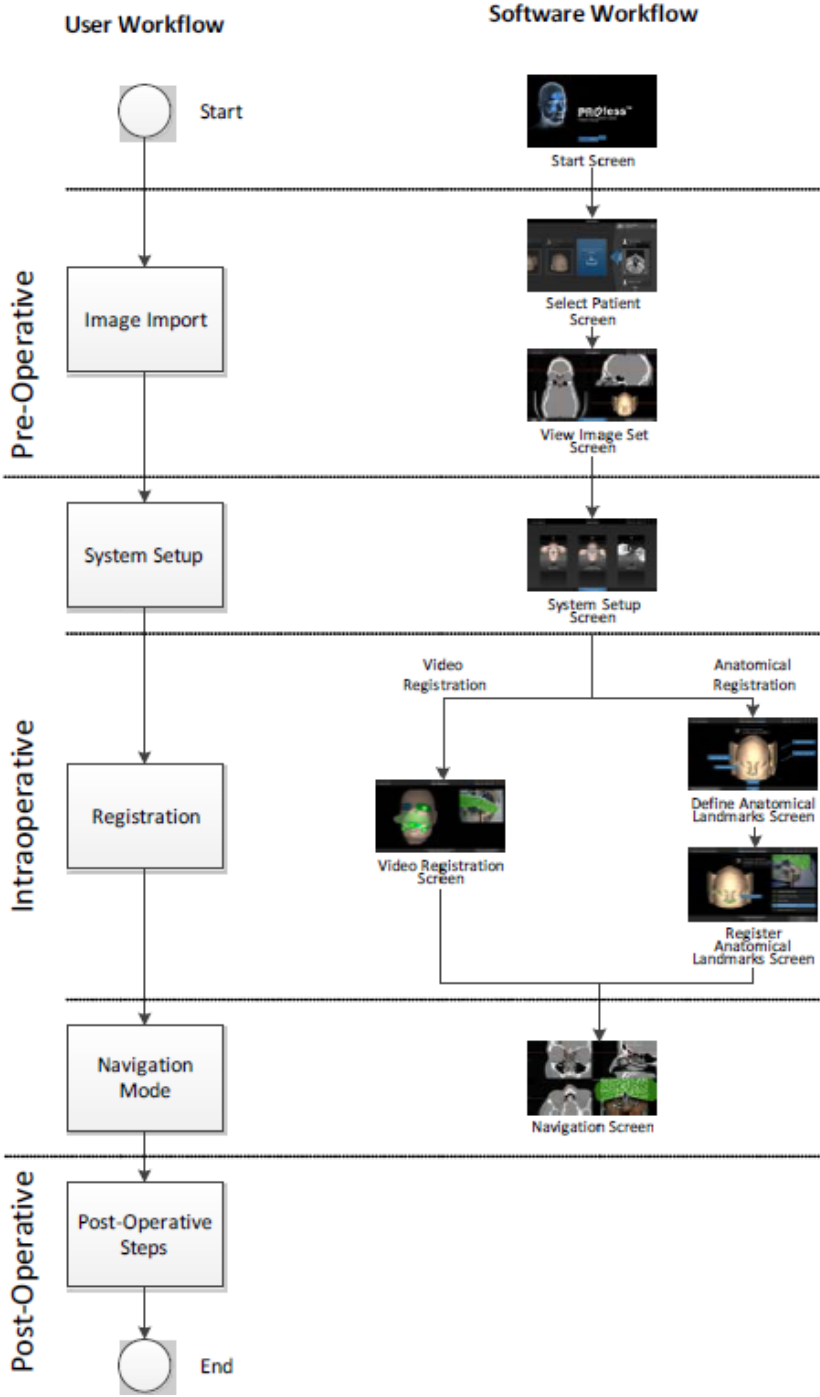 User Workflow
Software Workflow
Start
PROfess™
Start Screen
Pre-Operative
Image Import
Select Patient
Screen
View Image Set
Screen
System Setup
System Setup
Screen
Intraoperative
Video
Registration
Anatomical
Registration
Registration
Define Anatomical
Landmarks Screen
Video Registration
Screen
Register
Anatomical
Landmarks Screen
Navigation
Mode
Navigation Screen
Post-Operative
Post-Operative
Steps
End